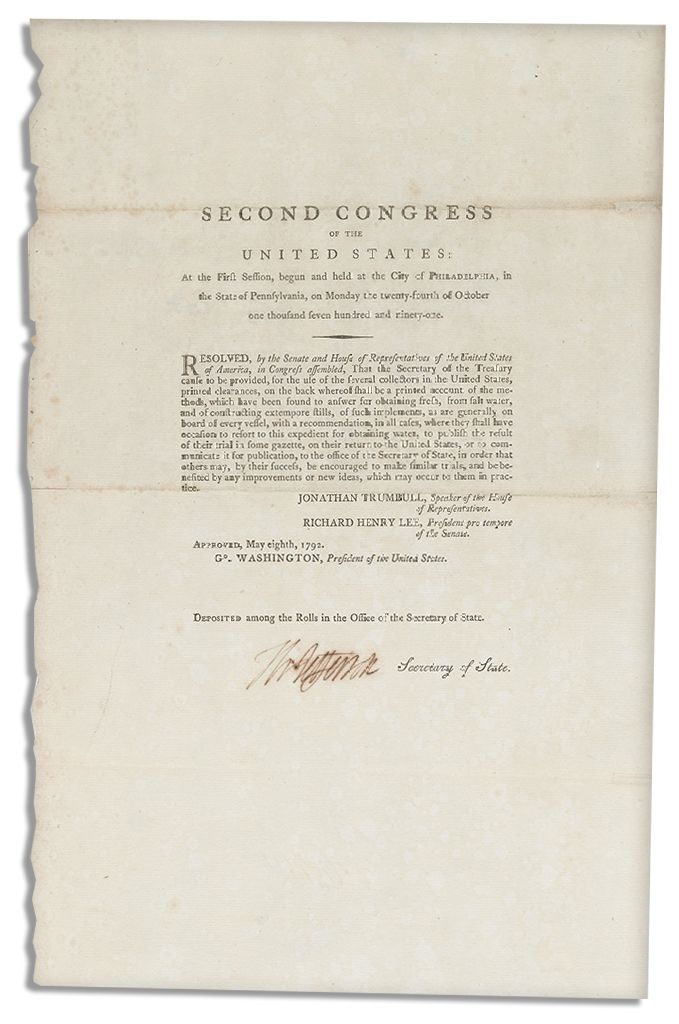 SECOND CONGRESS
OF THE
UNITED STATES:
At the Firſt Seſſion, begun and held at the City of PHILADELPHIA, in
the State of Pennſylvania, on Monday the twenty-fourth of October
one thouſand ſeven hundred and ninety-one.
RESOLVED, by the Senate and Houſe of Repreſentatives of the United States
of America, in Congreſs aſſembled, That the Secretary of the Treaſury
cauſe to be provided, for the uſe of the ſeveral collectors in the United States,
printed clearances, on the back whereof ſhall be a printed account of the me-
thods, which have been found to anſwer for obtaining freſh, from ſalt water,
and of conſtructing extempore ſtills, of ſuch implements, as are generally on
board of every veſſel, with a recommendation, in all caſes, where they ſhall have
occaſion to reſort to this expedient for obtaining water, to publiſh the reſult
of their trial in ſome gazette, on their return to the United States, or to com-
municate it for publication, to the office of the Secretary of State, in order that
others may, by their ſucceſs, be encouraged to make ſimilar trials, and be be-
nefited by any improvements or new ideas, which may occur to them in prac-
tice.
JONATHAN TRUMBULL, Speaker of the Houſe
of Repreſentatives.
RICHARD HENRY LEE, Preſident pro tempore
of the Senate.
APPROVED, May eighth, 1792.
Go. WASHINGTON, Preſident of the United States.
DEPOSITED among the Rolls in the Office of the Secretary of State.
Th: Jefferson Secretary of State.